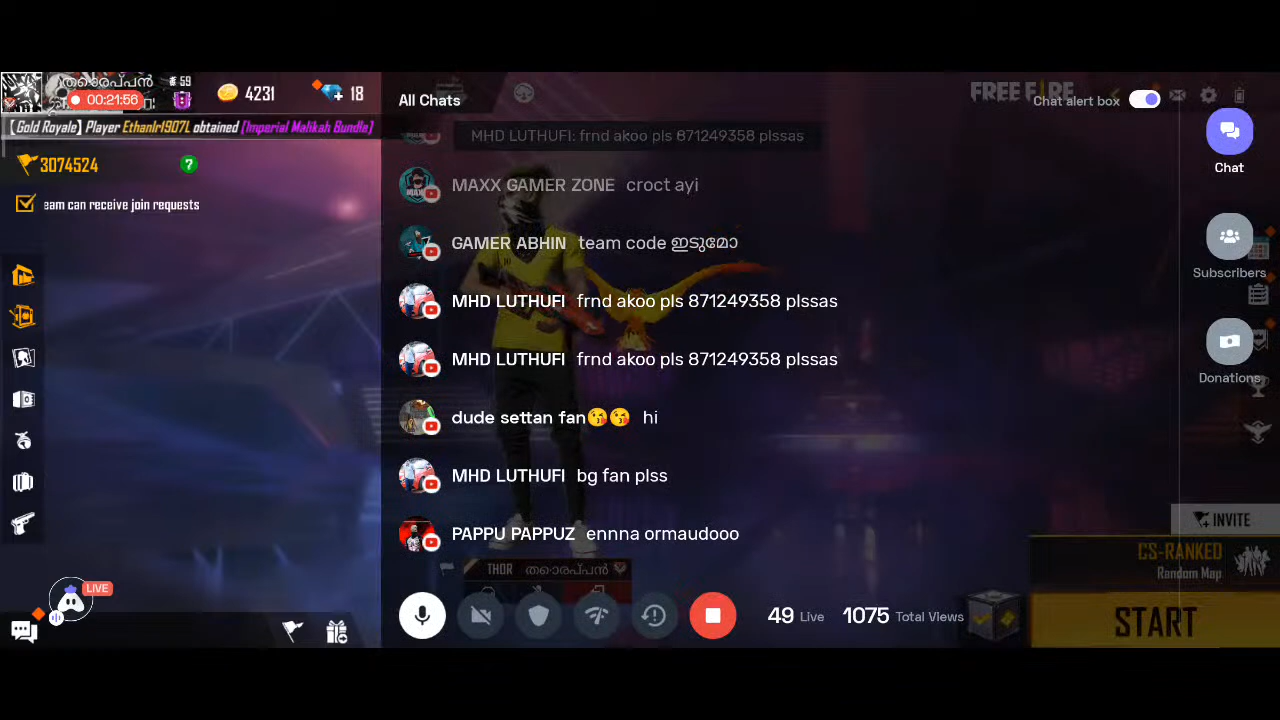 തൊരപ്പൻ
59
00:21:56
4231
18
[Gold Royale] Player Ethanlr1907L obtained [Imperial Malikah Bundle]
3074524
?
eam can receive join requests
All Chats
FREE FIRE
Chat alert box
MHD LUTHUFI: frnd akoo pls 871249358 plssas
MAXX GAMER ZONE croct ayi
GAMER ABHIN team code ഇടുമോ
MHD LUTHUFI frnd akoo pls 871249358 plssas
MHD LUTHUFI frnd akoo pls 871249358 plssas
dude settan fan😘😘 hi
MHD LUTHUFI bg fan plss
PAPPU PAPPUZ ennna ormaudooo
Chat
Subscribers
Donations
INVITE
CS-RANKED
Random Map
START
THOR തൊരപ്പൻ
LIVE
49 Live 1075 Total Views